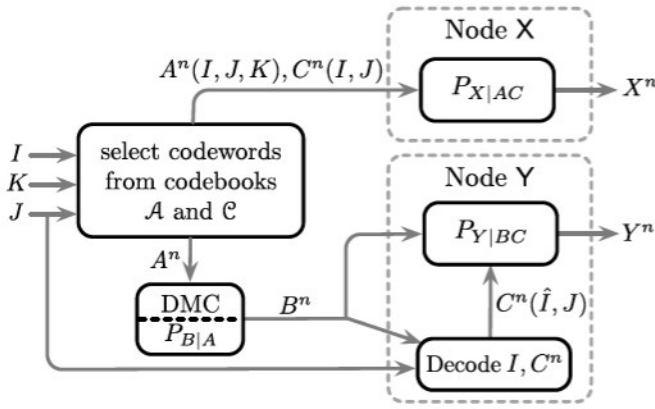 Node X
A^n(I, J, K), C^n(I, J)
P_{X|AC}
X^n
I
K
J
select codewords
from codebooks
𝒜 and 𝒞
Node Y
P_{Y|BC}
Y^n
A^n
DMC
P_{B|A}
B^n
C^n(Î, J)
Decode I, C^n